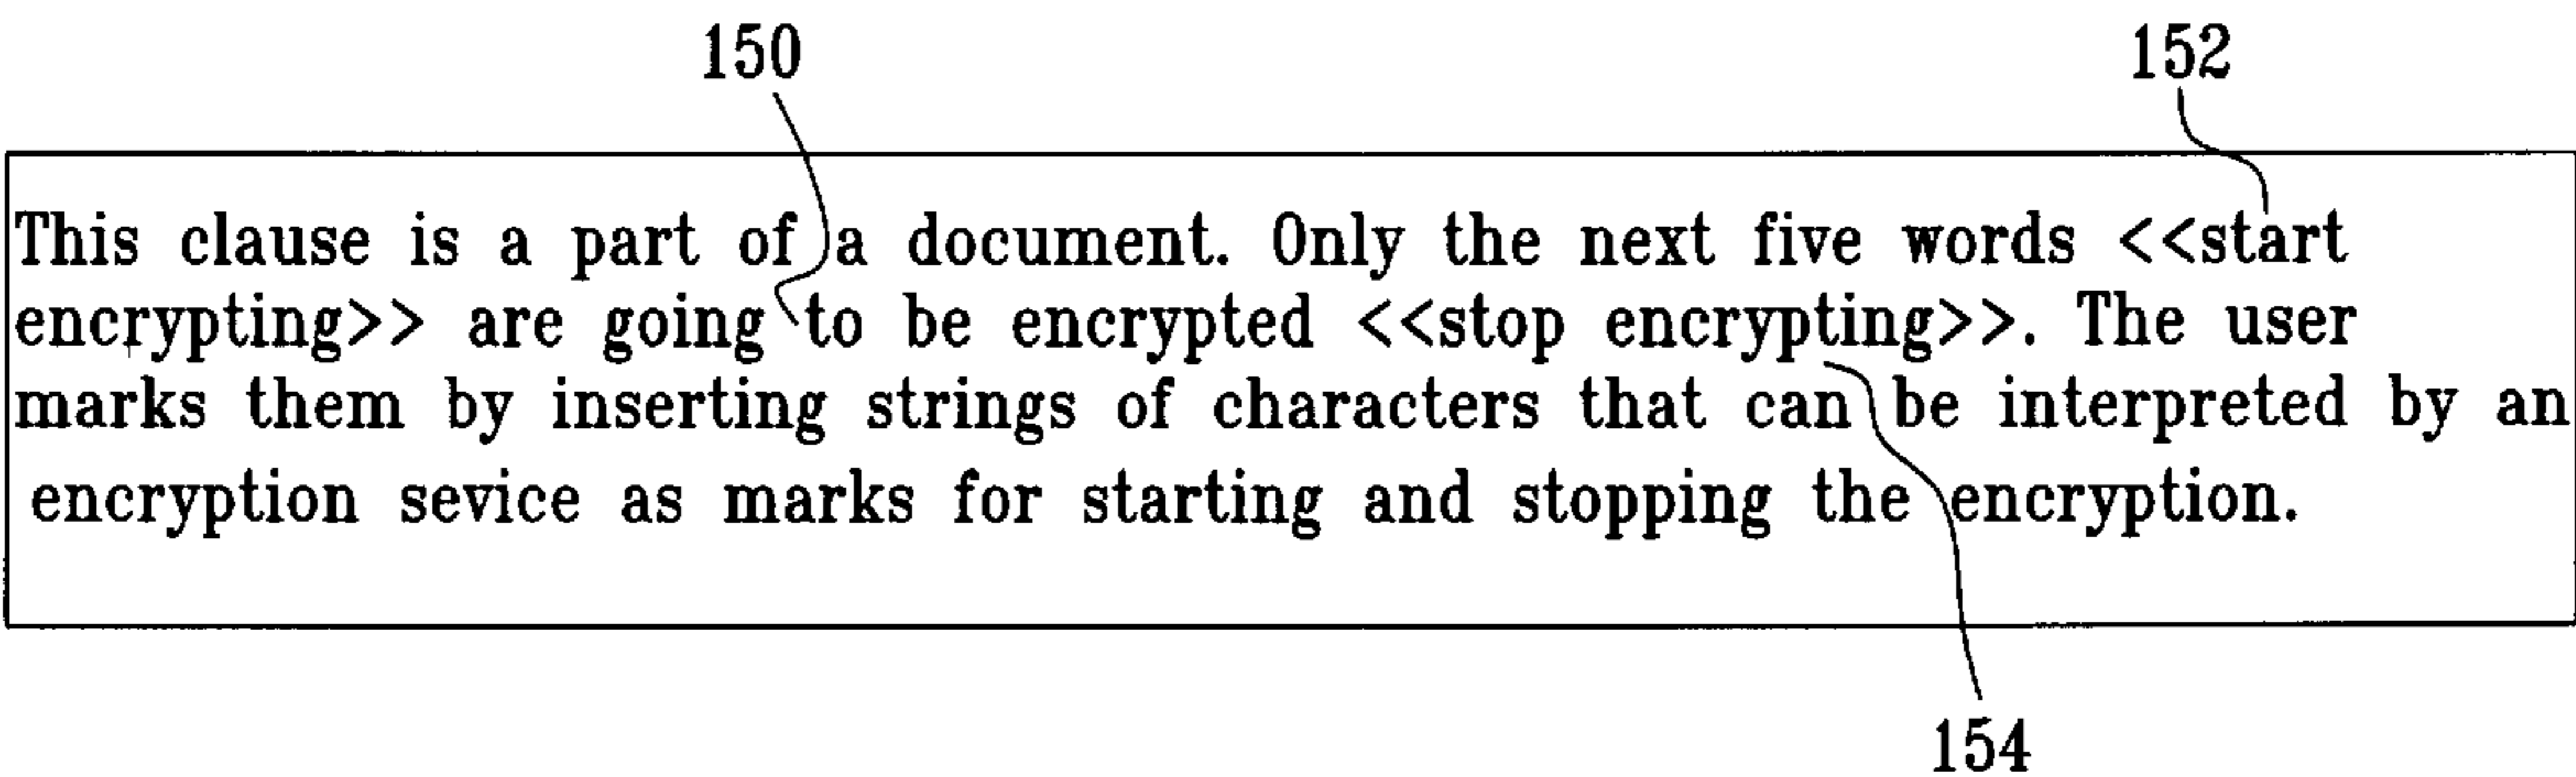 150 152
This clause is a part of a document. Only the next five words <<start
encrypting>> are going to be encrypted <<stop encrypting>>. The user
marks them by inserting strings of characters that can be interpreted by an
encryption sevice as marks for starting and stopping the encryption.
154